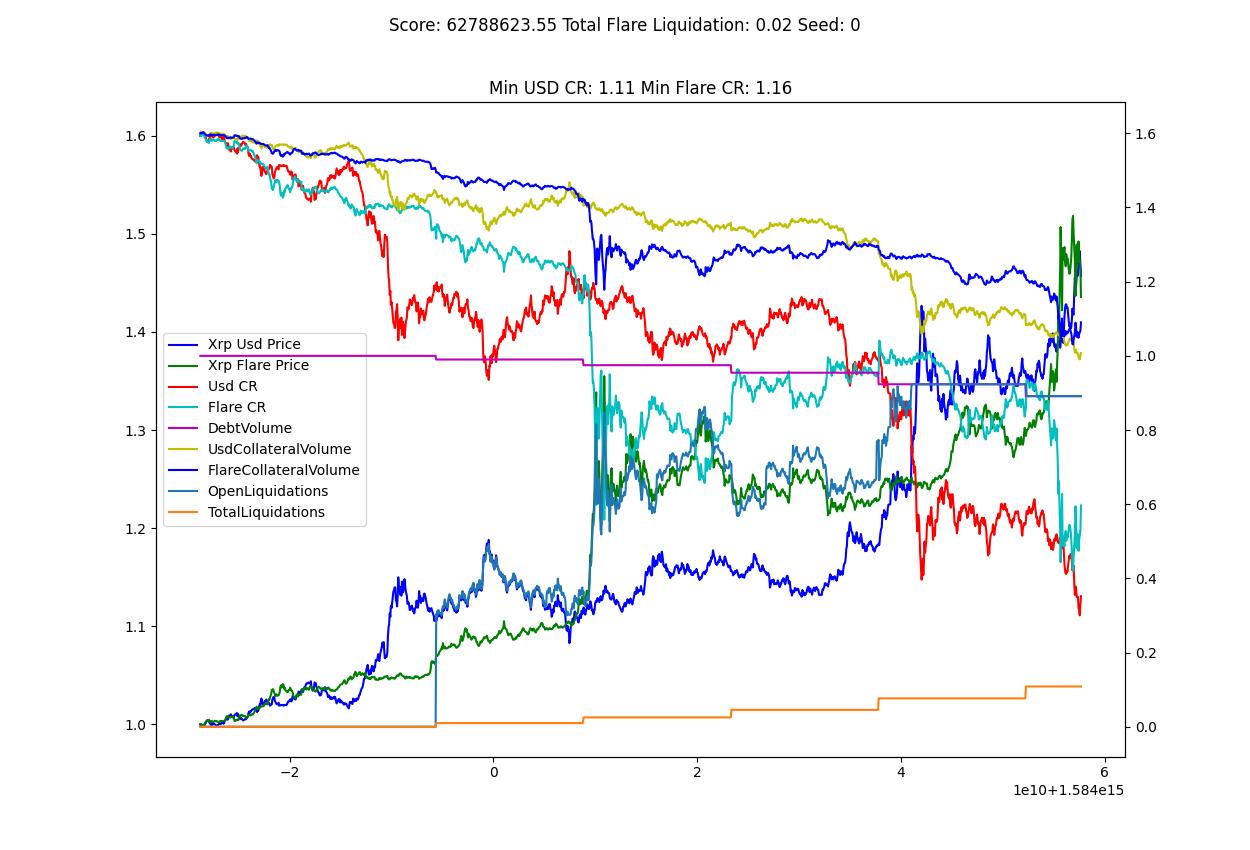 Score: 62788623.55 Total Flare Liquidation: 0.02 Seed: 0
Min USD CR: 1.11 Min Flare CR: 1.16
1.6
1.5
1.4
1.3
1.2
1.1
1.0
Xrp Usd Price
Xrp Flare Price
Usd CR
Flare CR
DebtVolume
UsdCollateralVolume
FlareCollateralVolume
OpenLiquidations
TotalLiquidations
1.6
1.4
1.2
1.0
0.8
0.6
0.4
0.2
0.0
−2 0 2 4 6
1e10+1.584e15